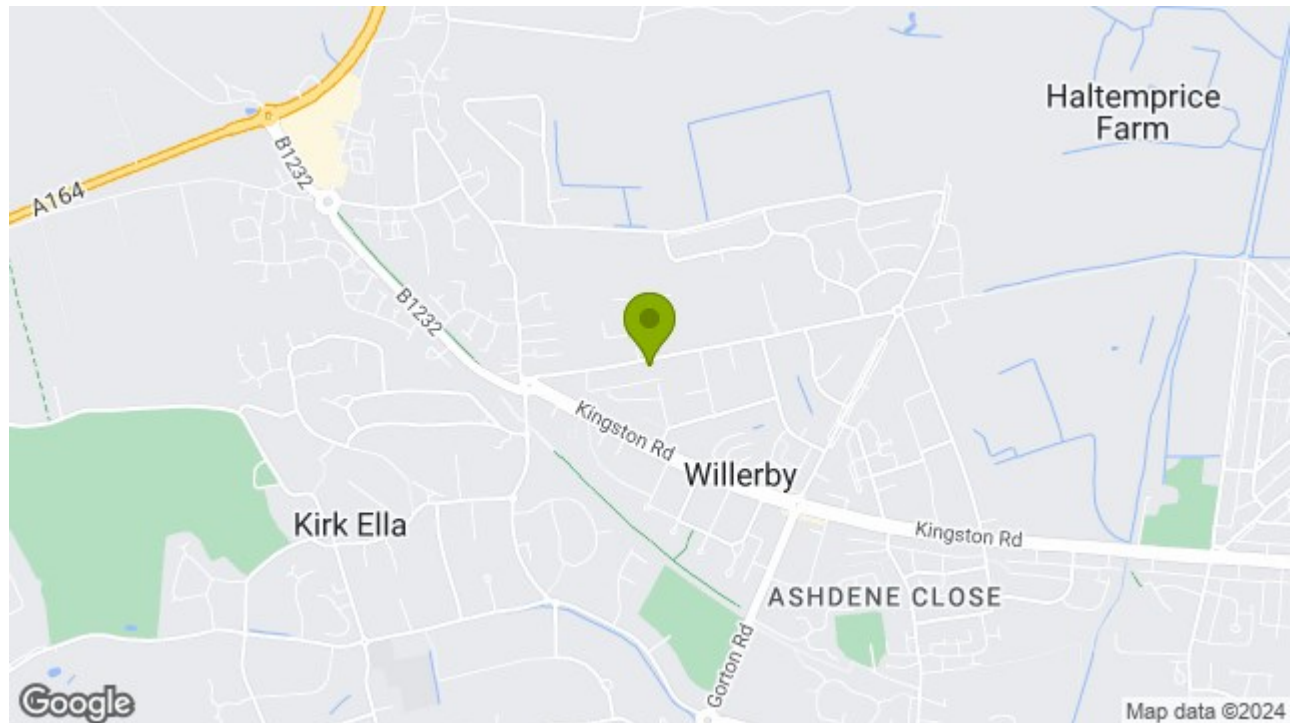 Haltemprice
Farm
B1232
A164
B1232
Kingston Rd
Willerby
Kirk Ella
Kingston Rd
ASHDENE CLOSE
Gorton Rd
Google
Map data ©2024